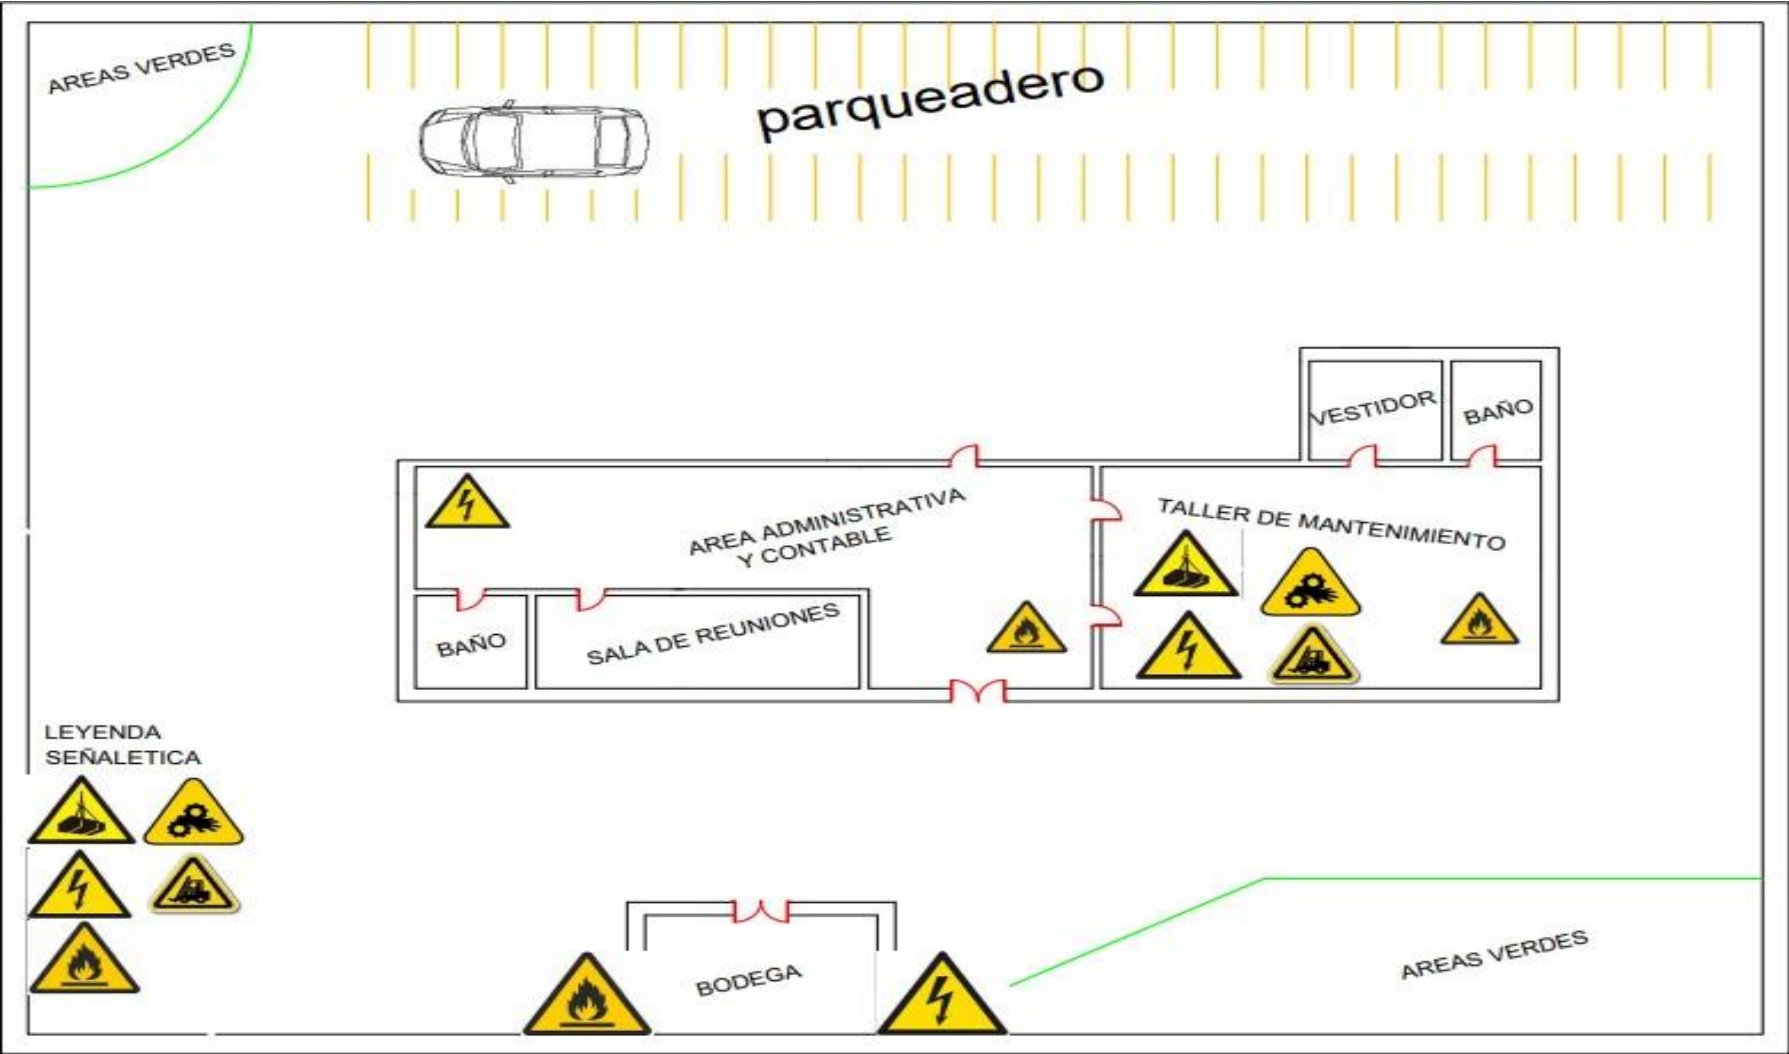 AREAS VERDES
parqueadero
VESTIDOR
BAÑO
AREA ADMINISTRATIVA
Y CONTABLE
TALLER DE MANTENIMIENTO
BAÑO
SALA DE REUNIONES
LEYENDA
SEÑALETICA
BODEGA
AREAS VERDES